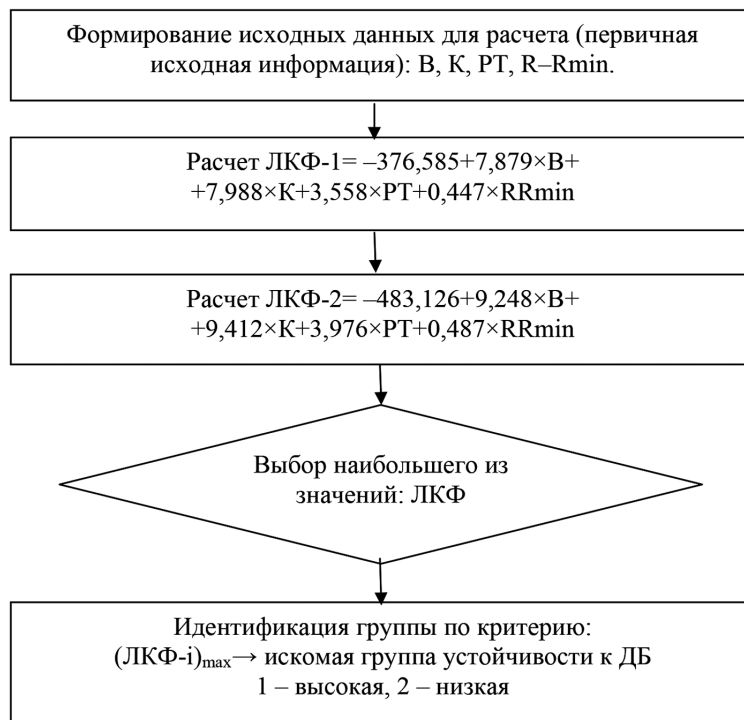 Формирование исходных данных для расчета (первичная
исходная информация): В, К, РТ, R–Rmin.
Расчет ЛКФ-1= –376,585+7,879×В+
+7,988×К+3,558×РТ+0,447×RRmin
Расчет ЛКФ-2= –483,126+9,248×В+
+9,412×К+3,976×РТ+0,487×RRmin
Выбор наибольшего из
значений: ЛКФ
Идентификация группы по критерию:
(ЛКФ-i)max→ искомая группа устойчивости к ДБ
1 – высокая, 2 – низкая